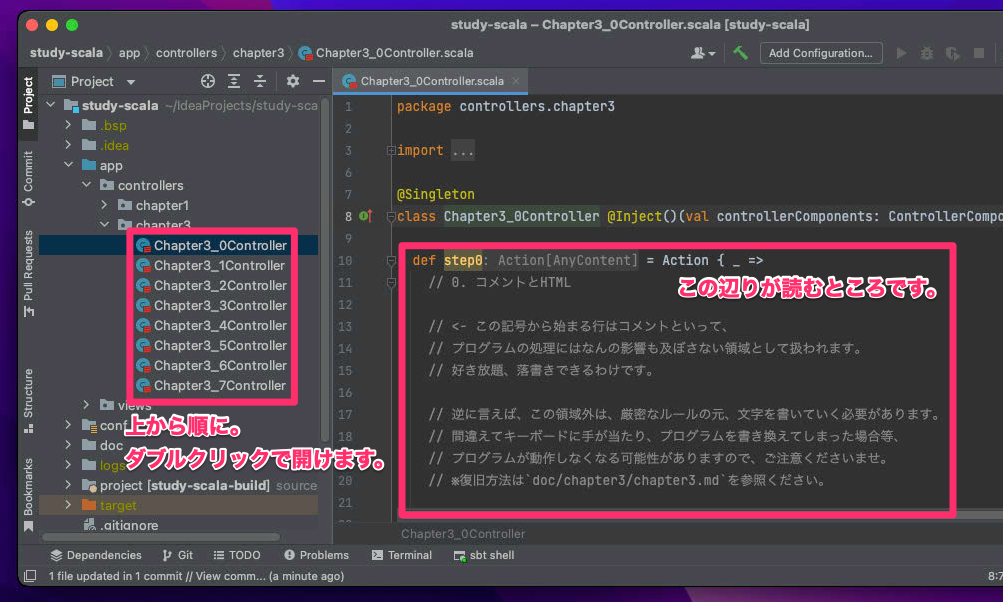 study-scala – Chapter3_0Controller.scala [study-scala]
study-scala 〉 app 〉 controllers 〉 chapter3 〉 Chapter3_0Controller.scala
Add Configuration...
Project
Chapter3_0Controller.scala
Project
Commit
Pull Requests
Structure
Bookmarks
study-scala ~/IdeaProjects/study-sca
.bsp
.idea
app
controllers
chapter1
chapter3
Chapter3_0Controller
Chapter3_1Controller
Chapter3_2Controller
Chapter3_3Controller
Chapter3_4Controller
Chapter3_5Controller
Chapter3_6Controller
Chapter3_7Controller
views
conf
doc
logs
project [study-scala-build] source
target
.gitignore
上から順に。
ダブルクリックで開けます。
1 package controllers.chapter3
2
3 import ...
6
7 @Singleton
8 class Chapter3_0Controller @Inject()(val controllerComponents: ControllerCompo
9
10 def step0: Action[AnyContent] = Action { _ =>
11 // 0. コメントとHTML
この辺りが読むところです。
12
13 // <- この記号から始まる行はコメントといって、
14 // プログラムの処理にはなんの影響も及ぼさない領域として扱われます。
15 // 好き放題、落書きできるわけです。
16
17 // 逆に言えば、この領域外は、厳密なルールの元、文字を書いていく必要があります。
18 // 間違えてキーボードに手が当たり、プログラムを書き換えてしまった場合等、
19 // プログラムが動作しなくなる可能性がありますので、ご注意くださいませ。
20 // ※復旧方法は`doc/chapter3/chapter3.md`を参照ください。
21
Chapter3_0Controller
Dependencies
Git
TODO
Problems
Terminal
sbt shell
1 file updated in 1 commit // View comm... (a minute ago)
8:7